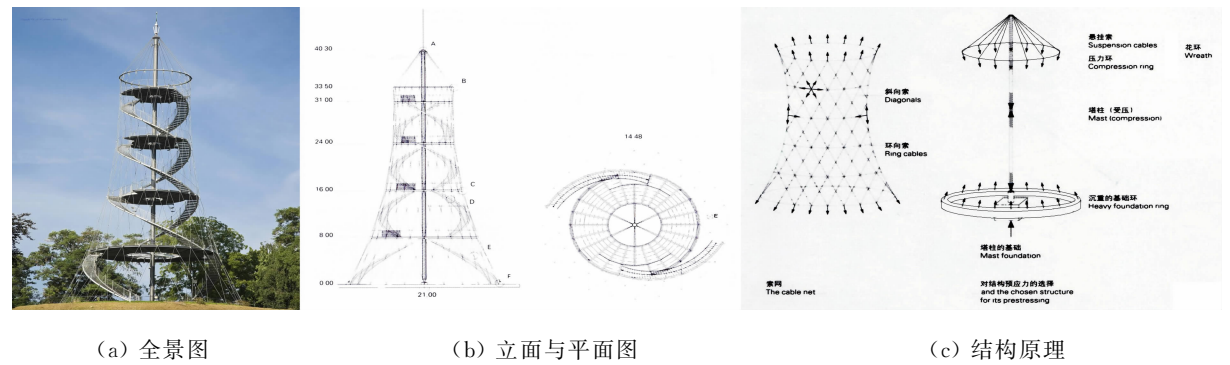 40 30
33 50
31 00
24 00
16 00
8 00
0 00
21 00
A
B
C
D
E
F
14 48
E
斜向索
Diagonals
环向索
Ring cables
索网
The cable net
悬挂索
Suspension cables
压力环
Compression ring
花环
Wreath
塔柱(受压)
Mast (compression)
沉重的基础环
Heavy foundation ring
塔柱的基础
Mast foundation
对结构预应力的选择
and the chosen structure
for its prestressing
(a) 全景图
(b) 立面与平面图
(c) 结构原理